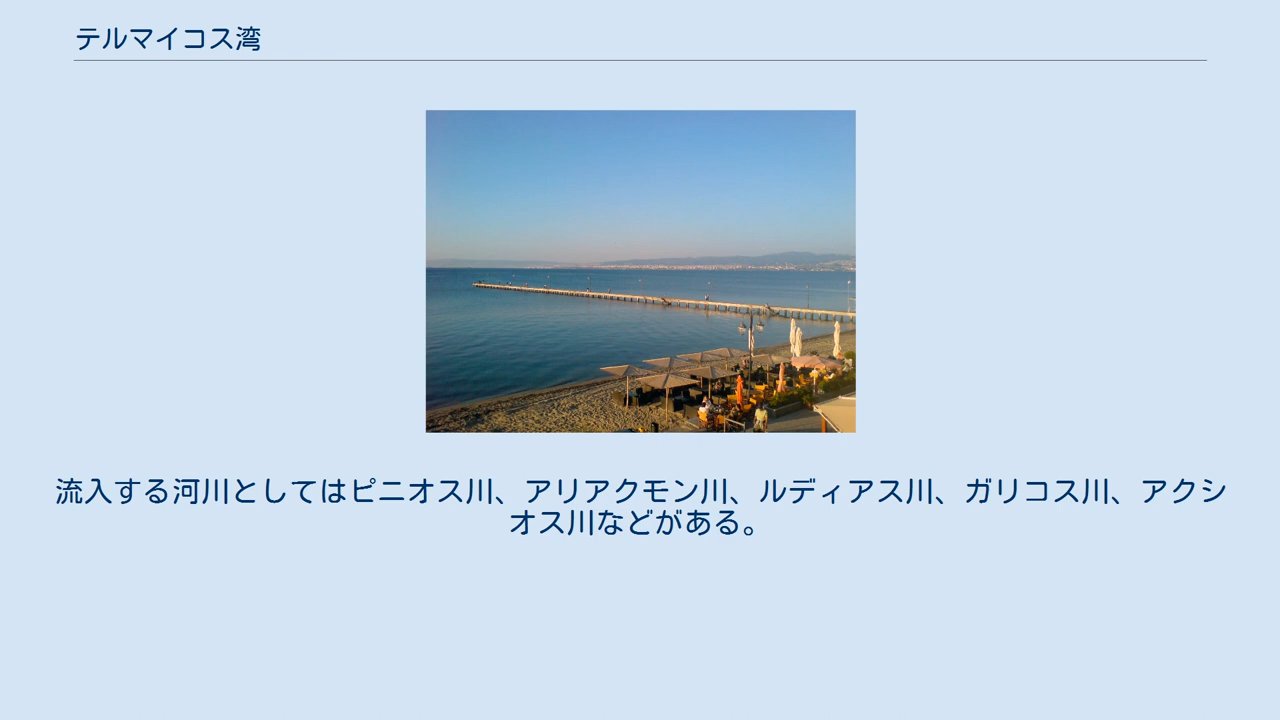 テルマイコス湾
流入する河川としてはピニオス川、アリアクモン川、ルディアス川、ガリコス川、アクシ
オス川などがある。